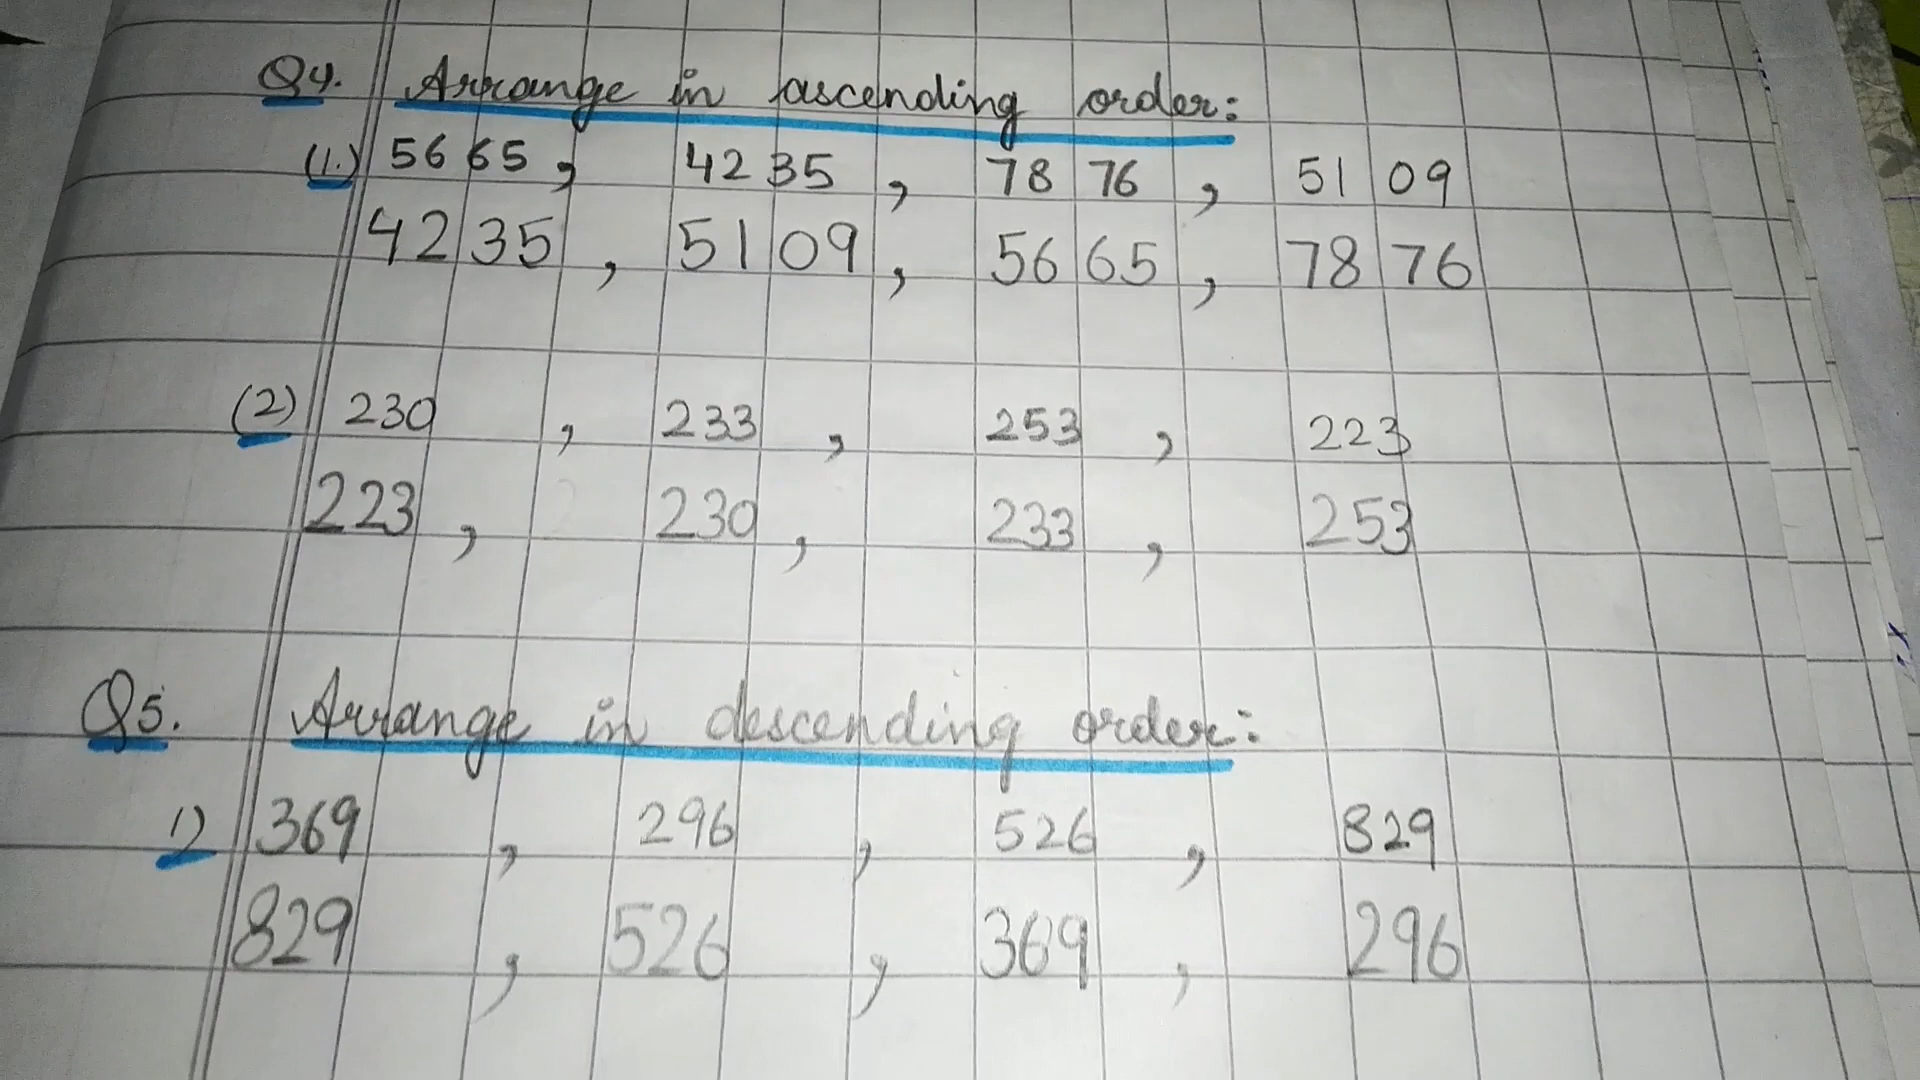 Q4. Arrange in ascending order:
(1.) 5665, 4235, 7876, 5109
4235, 5109, 5665, 7876
(2) 230, 233, 253, 223
223, 230, 233, 253
Q5. Arrange in descending order:
1) 369, 296, 526, 829
829, 526, 369, 296